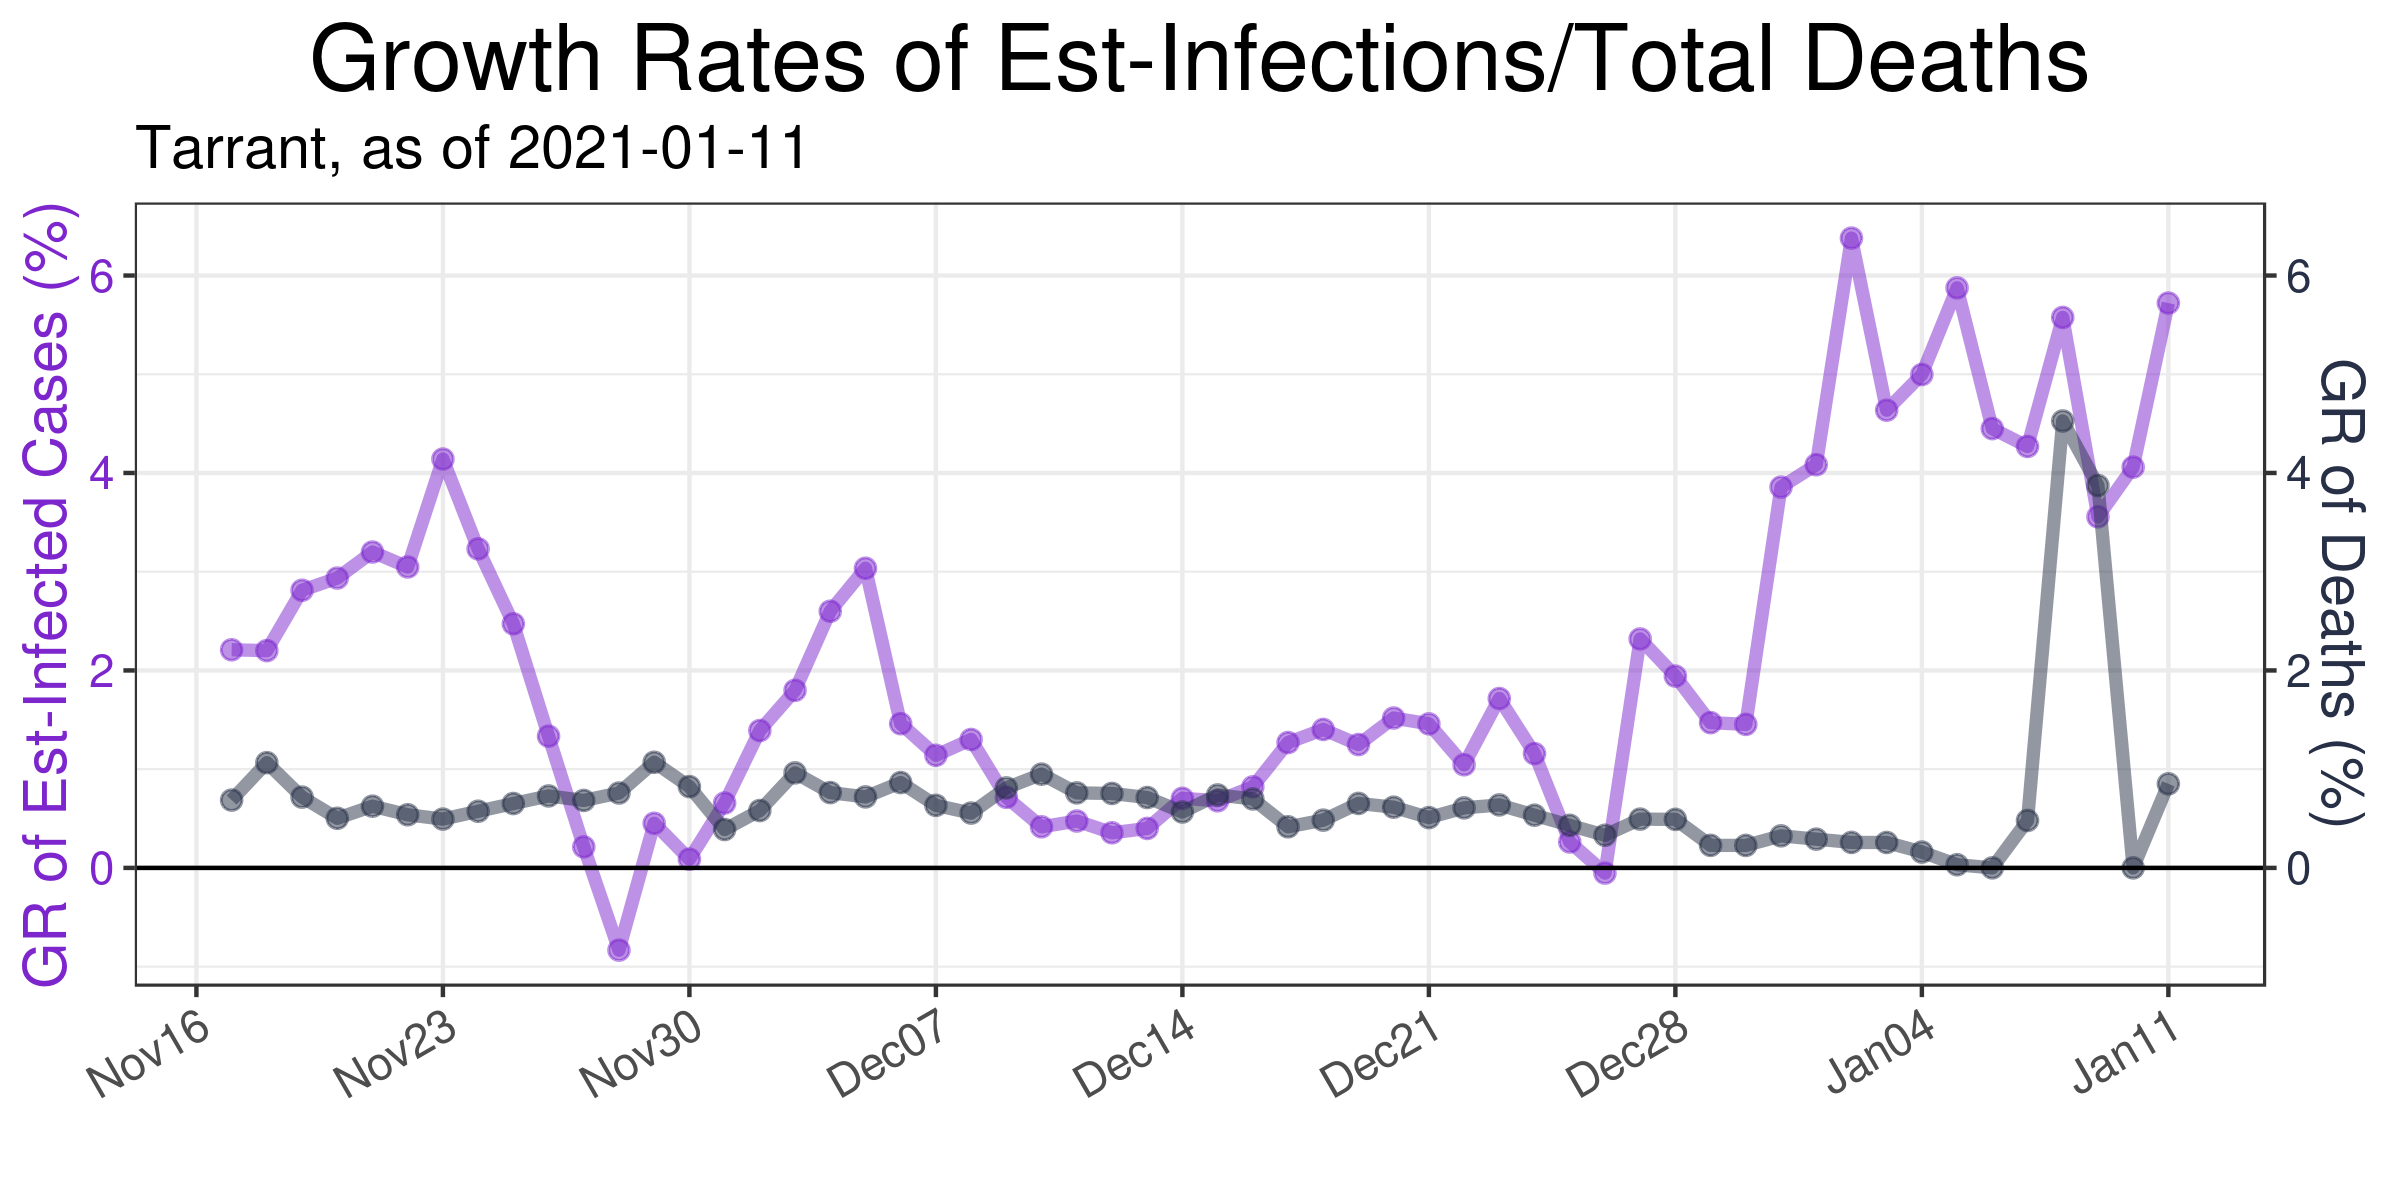 Growth Rates of Est-Infections/Total Deaths
Tarrant, as of 2021-01-11
GR of Est-Infected Cases (%)
6
4
2
0
6
4
2
0
GR of Deaths (%)
Nov16
Nov23
Nov30
Dec07
Dec14
Dec21
Dec28
Jan04
Jan11